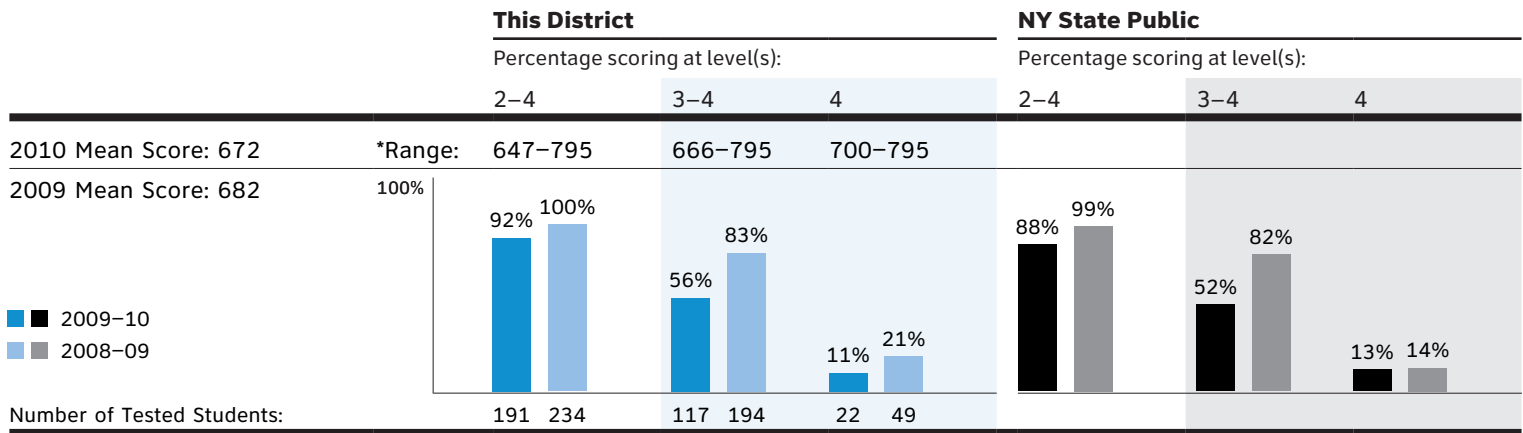 This District NY State Public
Percentage scoring at level(s): Percentage scoring at level(s):
2–4 3–4 4 2–4 3–4 4
2010 Mean Score: 672 *Range: 647–795 666–795 700–795
2009 Mean Score: 682 100%
92% 100% 56% 83% 11% 21% 88% 99% 52% 82% 13% 14%
2009–10
2008–09
Number of Tested Students: 191 234 117 194 22 49